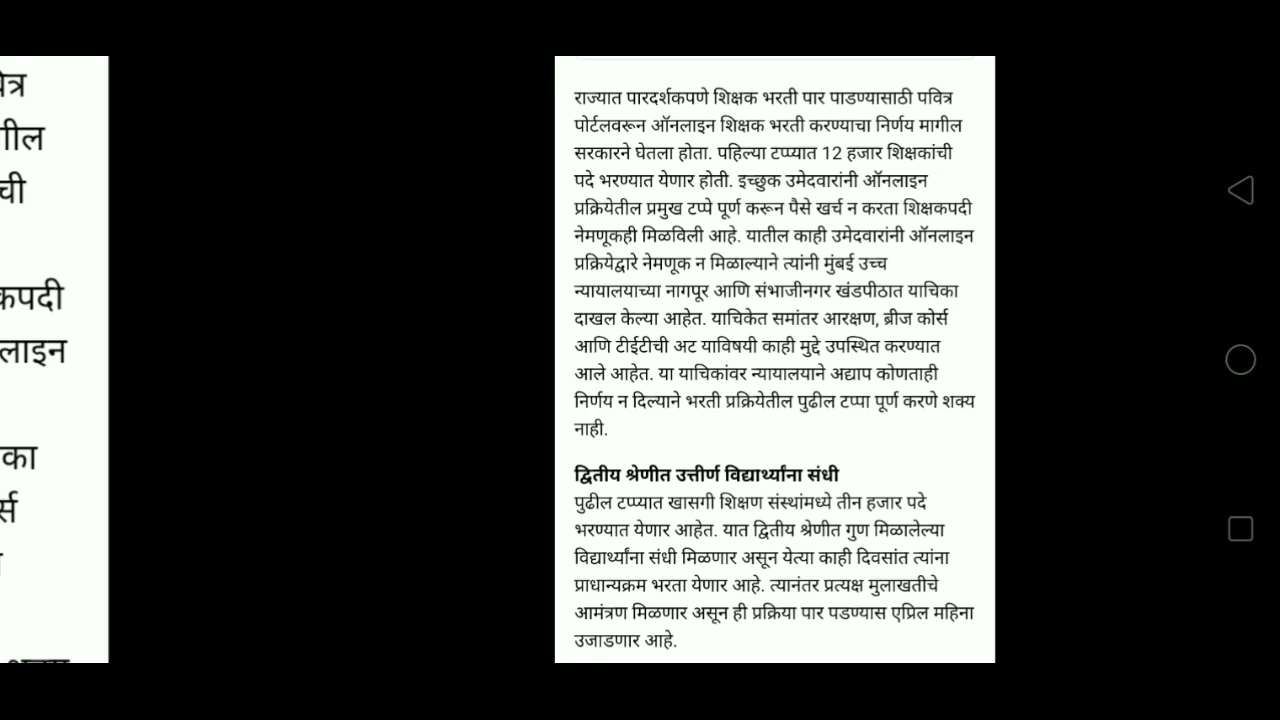 राज्यात पारदर्शकपणे शिक्षक भरती पार पाडण्यासाठी पवित्र
पोर्टलवरून ऑनलाइन शिक्षक भरती करण्याचा निर्णय मागील
सरकारने घेतला होता. पहिल्या टप्प्यात 12 हजार शिक्षकांची
पदे भरण्यात येणार होती. इच्छुक उमेदवारांनी ऑनलाइन
प्रक्रियेतील प्रमुख टप्पे पूर्ण करून पैसे खर्च न करता शिक्षकपदी
नेमणूकही मिळविली आहे. यातील काही उमेदवारांनी ऑनलाइन
प्रक्रियेद्वारे नेमणूक न मिळाल्याने त्यांनी मुंबई उच्च
न्यायालयाच्या नागपूर आणि संभाजीनगर खंडपीठात याचिका
दाखल केल्या आहेत. याचिकेत समांतर आरक्षण, ब्रीज कोर्स
आणि टीईटीची अट याविषयी काही मुद्दे उपस्थित करण्यात
आले आहेत. या याचिकांवर न्यायालयाने अद्याप कोणताही
निर्णय न दिल्याने भरती प्रक्रियेतील पुढील टप्पा पूर्ण करणे शक्य
नाही.
द्वितीय श्रेणीत उत्तीर्ण विद्यार्थ्यांना संधी
पुढील टप्प्यात खासगी शिक्षण संस्थांमध्ये तीन हजार पदे
भरण्यात येणार आहेत. यात द्वितीय श्रेणीत गुण मिळालेल्या
विद्यार्थ्यांना संधी मिळणार असून येत्या काही दिवसांत त्यांना
प्राधान्यक्रम भरता येणार आहे. त्यानंतर प्रत्यक्ष मुलाखतीचे
आमंत्रण मिळणार असून ही प्रक्रिया पार पडण्यास एप्रिल महिना
उजाडणार आहे.